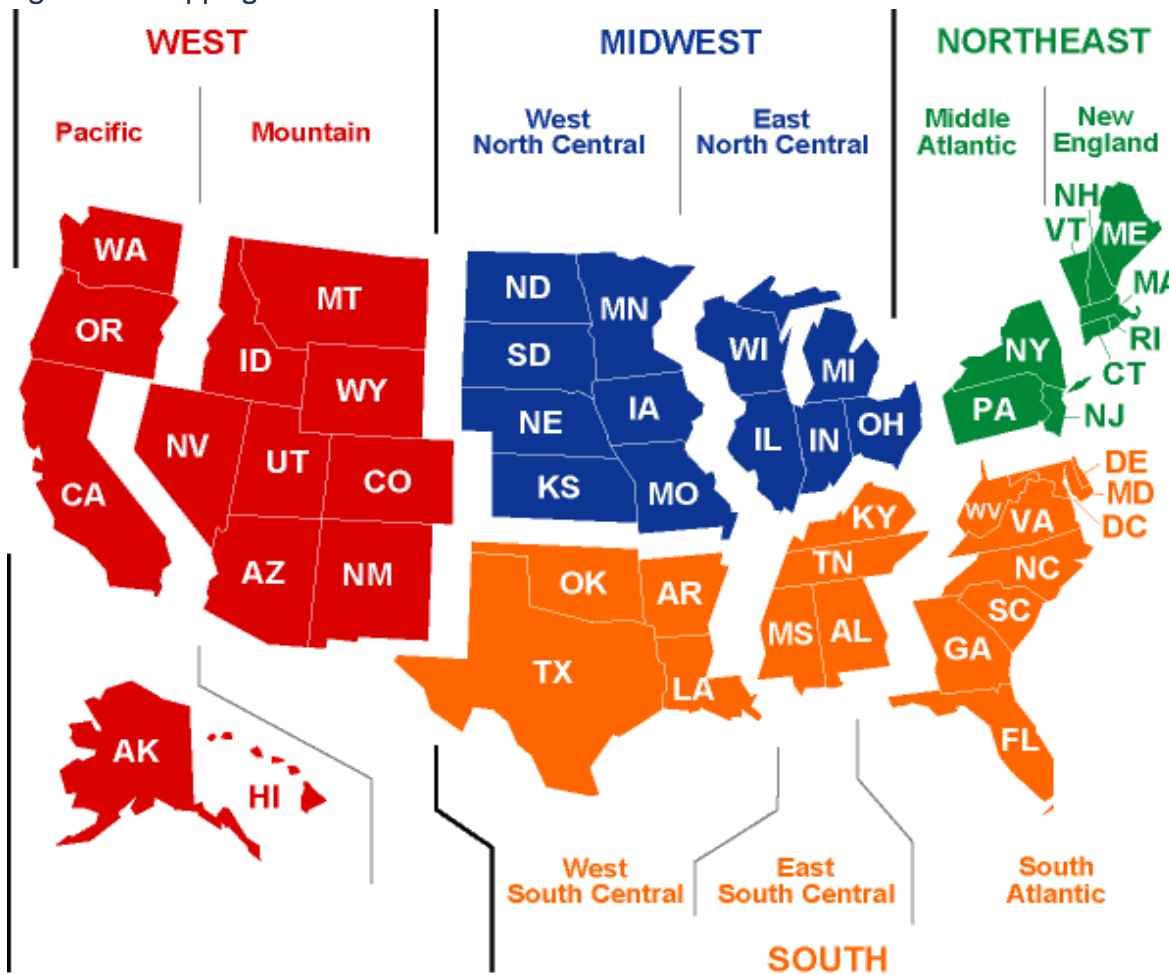 WEST
MIDWEST
NORTHEAST
Pacific
Mountain
West
North Central
East
North Central
Middle
Atlantic
New
England
WA
OR
CA
MT
ID
WY
NV
UT
CO
AZ
NM
AK
HI
ND
SD
NE
KS
MN
IA
MO
WI
MI
IL
IN
OH
NH
VT
ME
MA
RI
CT
NY
PA
NJ
DE
MD
DC
WV
VA
NC
SC
GA
FL
KY
TN
MS
AL
OK
AR
TX
LA
West
South Central
East
South Central
South
Atlantic
SOUTH